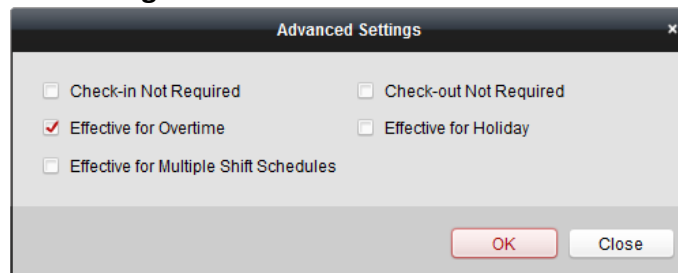 Advanced Settings ×
Check-in Not Required Check-out Not Required
Effective for Overtime Effective for Holiday
Effective for Multiple Shift Schedules
OK Close